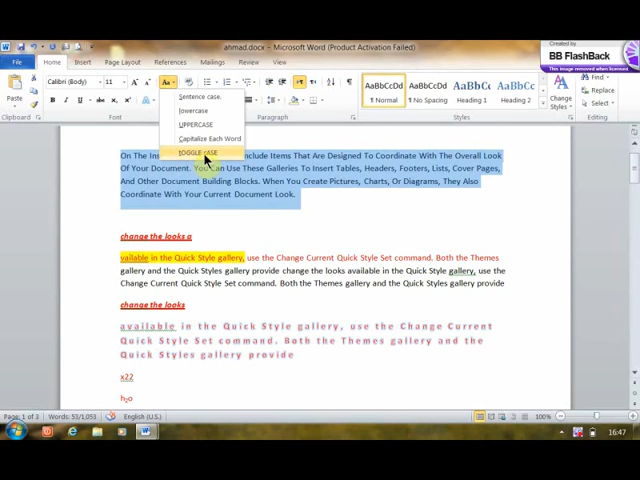 ahmad.docx - Microsoft Word (Product Activation Failed)
Created by
BB FlashBack
This image removed when licensed
File Home Insert Page Layout References Mailings Review View
Calibri (Body) 11 Aa
Paste
B I U
Clipboard
AaBbCcDd AaBbCcDd AaBbC
¶ Normal ¶ No Spacing Heading 1 Heading 2
Change
Styles
Find
Replace
Select
Editing
Sentence case.
lowercase
UPPERCASE
Capitalize Each Word
tOGGLE cASE
nclude Items That Are Designed To Coordinate With The Overall Look
Of Your Document. You Can Use These Galleries To Insert Tables, Headers, Footers, Lists, Cover Pages,
And Other Document Building Blocks. When You Create Pictures, Charts, Or Diagrams, They Also
Coordinate With Your Current Document Look.
change the looks a
vailable in the Quick Style gallery, use the Change Current Quick Style Set command. Both the Themes
gallery and the Quick Styles gallery provide change the looks available in the Quick Style gallery, use the
Change Current Quick Style Set command. Both the Themes gallery and the Quick Styles gallery provide
change the looks
available in the Quick Style gallery, use the Change Current
Quick Style Set command. Both the Themes gallery and the
Quick Styles gallery provide
x22
h2o
Page: 1 of 3 Words: 53/1,053 English (U.S.) 100%
16:47